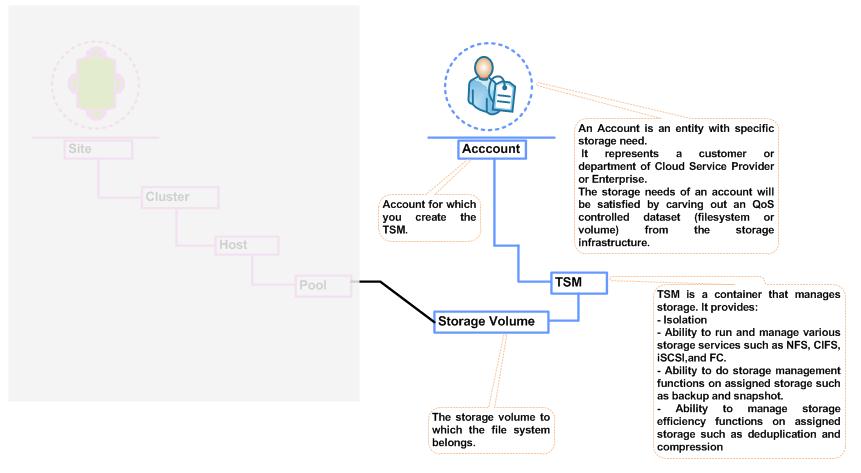 Site
Cluster
Host
Pool
Acccount
An Account is an entity with specific
storage need.
It represents a customer or
department of Cloud Service Provider
or Enterprise.
The storage needs of an account will
be satisfied by carving out an QoS
controlled dataset (filesystem or
volume) from the storage
infrastructure.
Account for which
you create the
TSM.
TSM
Storage Volume
TSM is a container that manages
storage. It provides:
- Isolation
- Ability to run and manage various
storage services such as NFS, CIFS,
iSCSI,and FC.
- Ability to do storage management
functions on assigned storage such
as backup and snapshot.
- Ability to manage storage
efficiency functions on assigned
storage such as deduplication and
compression
The storage volume to
which the file system
belongs.